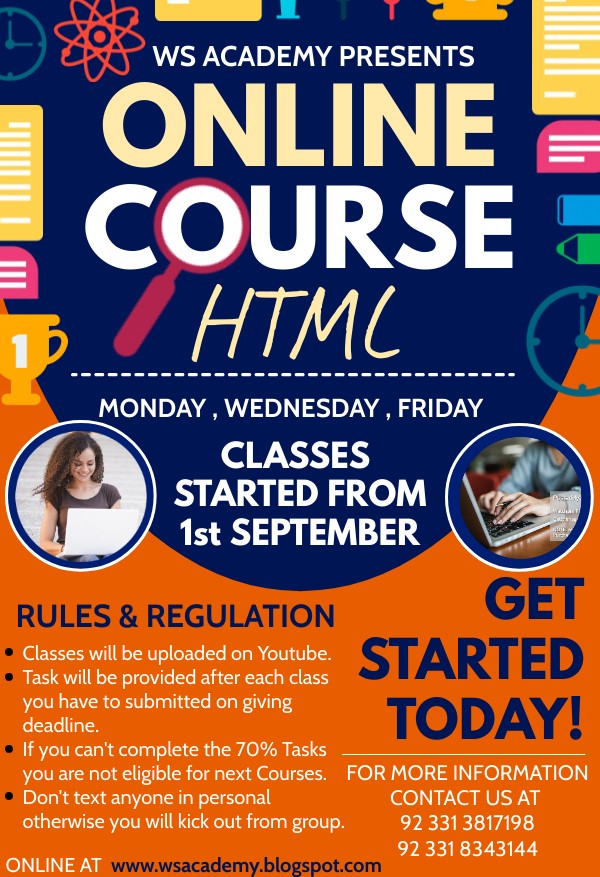 WS ACADEMY PRESENTS
ONLINE
COURSE
HTML
1
MONDAY , WEDNESDAY , FRIDAY
CLASSES
STARTED FROM
1st SEPTEMBER
RULES & REGULATION
Classes will be uploaded on Youtube.
Task will be provided after each class
you have to submitted on giving
deadline.
If you can't complete the 70% Tasks
you are not eligible for next Courses.
Don't text anyone in personal
otherwise you will kick out from group.
GET
STARTED
TODAY!
FOR MORE INFORMATION
CONTACT US AT
92 331 3817198
92 331 8343144
ONLINE AT www.wsacademy.blogspot.com